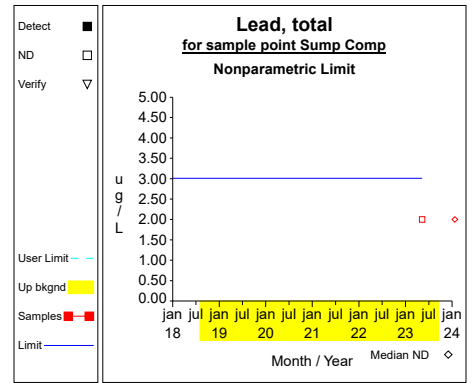 Detect
ND
Verify
User Limit
Up bkgnd
Samples
Limit
Lead, total
for sample point Sump Comp
Nonparametric Limit
ug/L
5.00
4.50
4.00
3.50
3.00
2.50
2.00
1.50
1.00
0.50
0.00
jan jul jan jul jan jul jan jul jan jul jan jul jan
18 19 20 21 22 23 24
Month / Year
Median ND